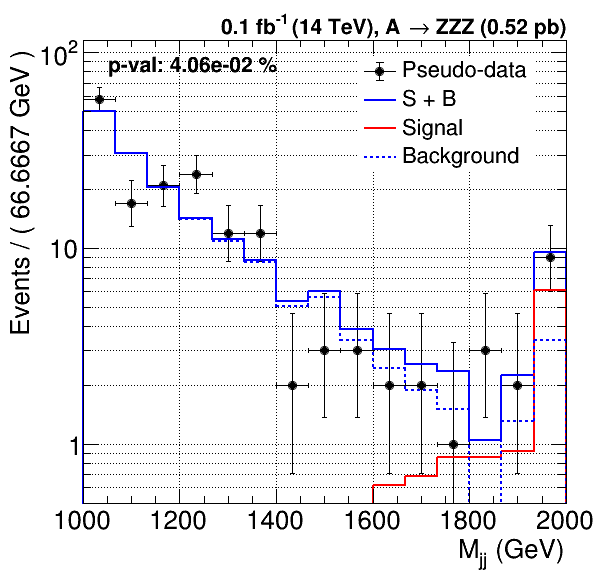 0.1 fb⁻¹ (14 TeV), A → ZZZ (0.52 pb)
p-val: 4.06e-02 %
Pseudo-data
S + B
Signal
Background
Events / ( 66.6667 GeV )
10²
10
1
1000 1200 1400 1600 1800 2000
M_jj (GeV)